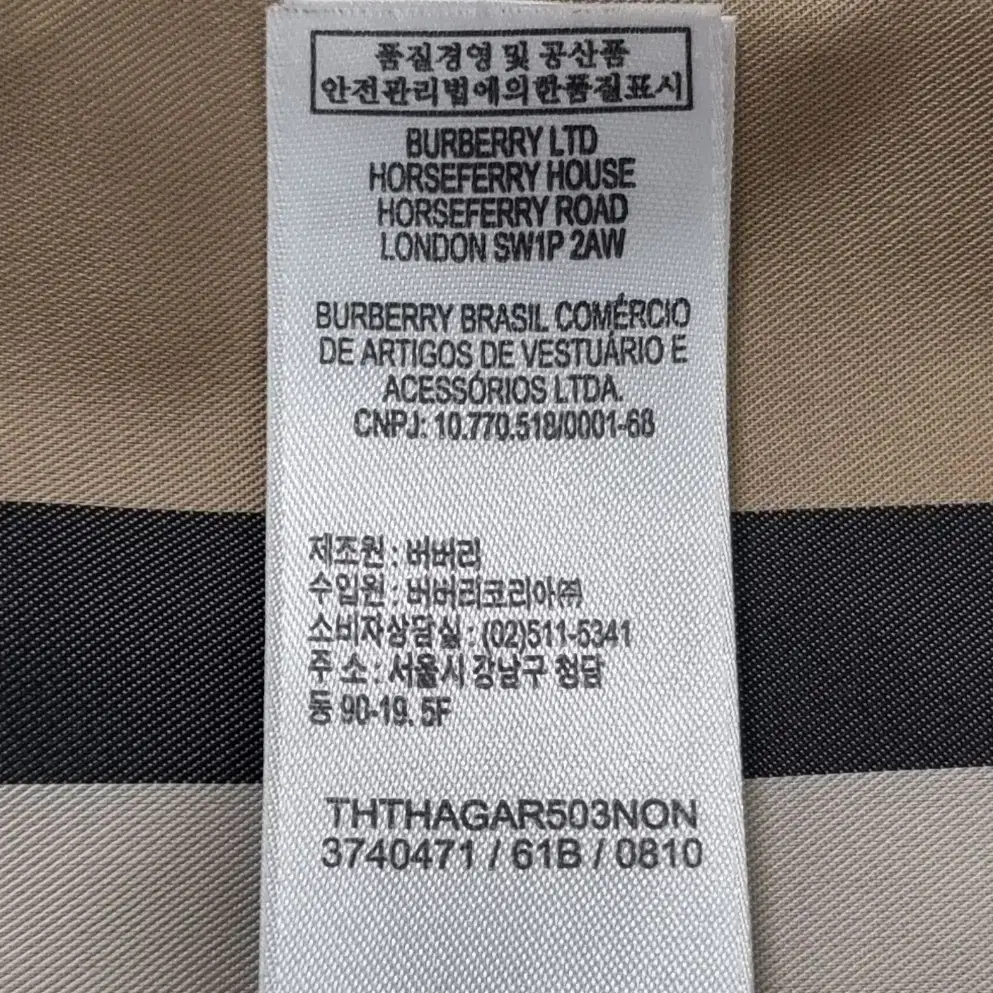 품질경영 및 공산품
안전관리법에의한품질표시
BURBERRY LTD
HORSEFERRY HOUSE
HORSEFERRY ROAD
LONDON SW1P 2AW
BURBERRY BRASIL COMÉRCIO
DE ARTIGOS DE VESTUÁRIO E
ACESSÓRIOS LTDA.
CNPJ: 10.770.518/0001-68
제조원 : 버버리
수입원 : 버버리코리아㈜
소비자상담실 : (02)511-5341
주 소 : 서울시 강남구 청담
동 90-19. 5F
THTHAGAR503NON
3740471 / 61B / 0810